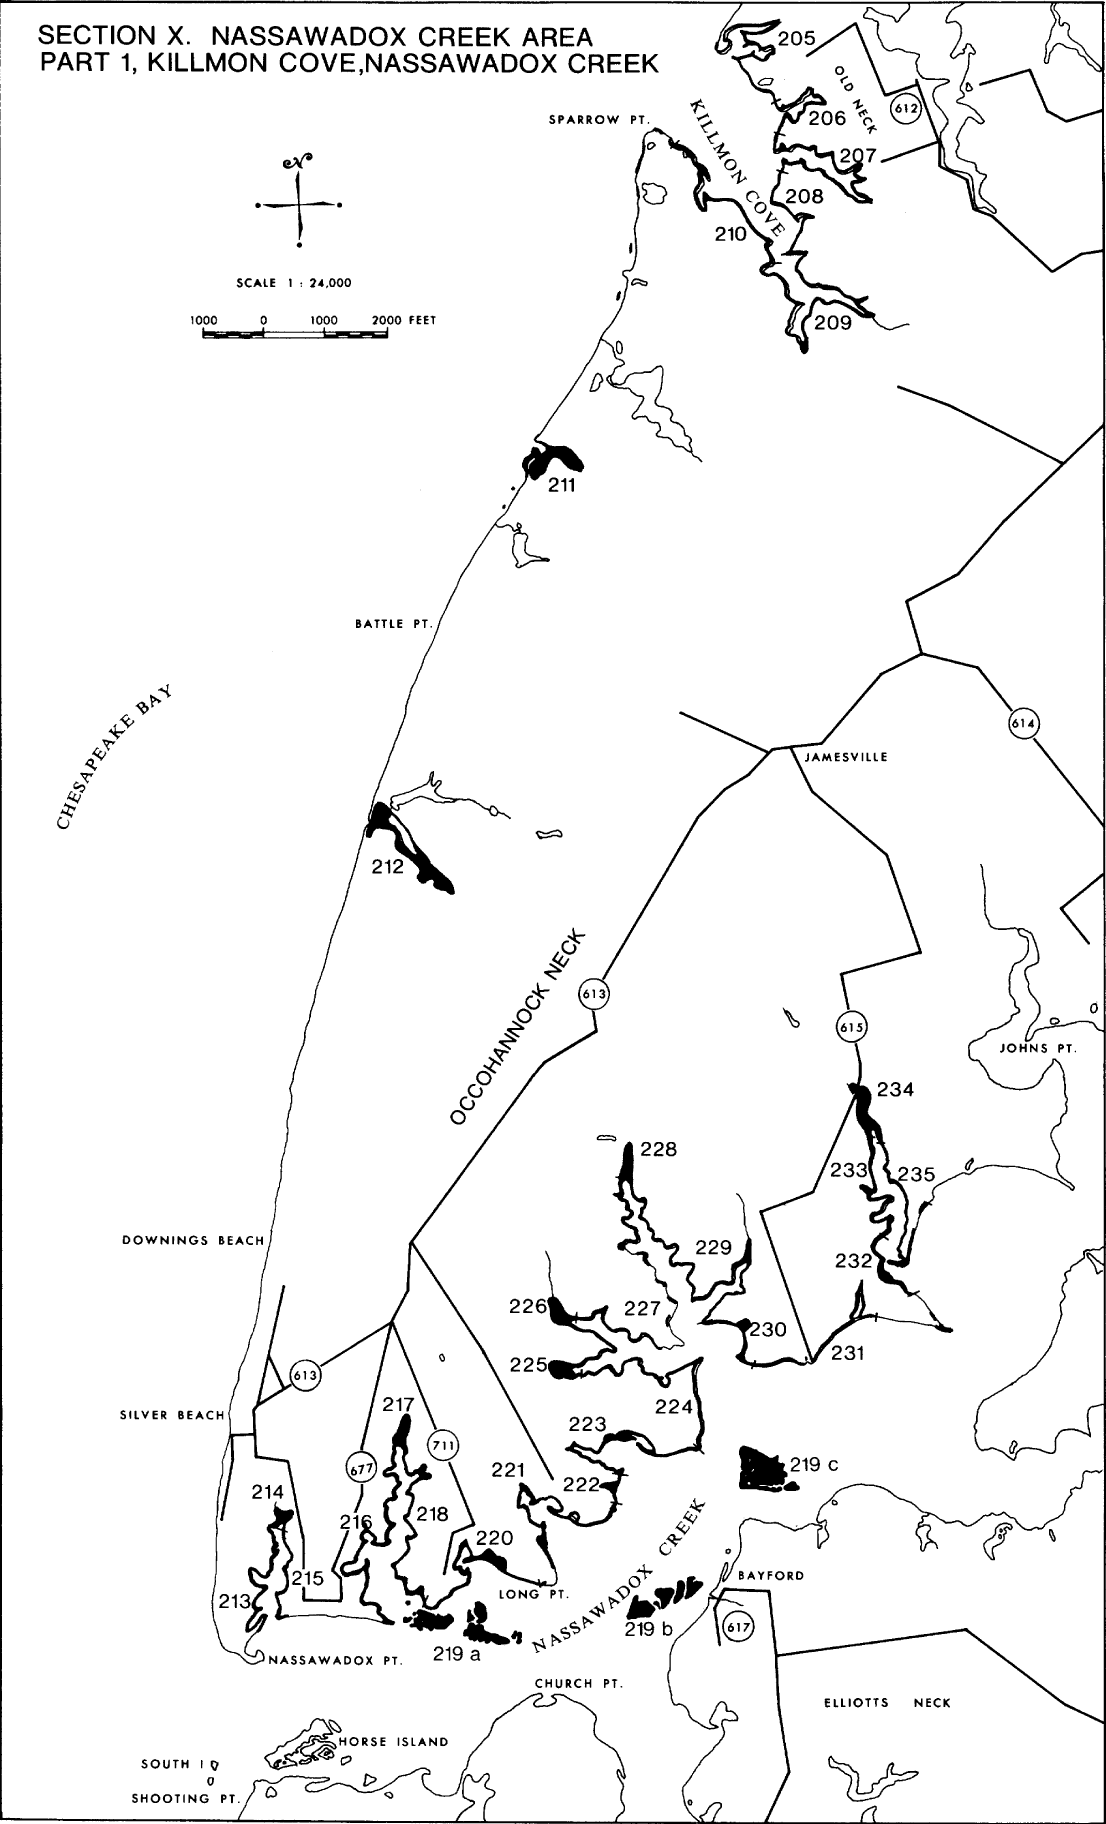 SECTION X. NASSAWADOX CREEK AREA
PART 1, KILLMON COVE,NASSAWADOX CREEK
205
OLD NECK
612
206
SPARROW PT.
KILLMON COVE
207
N
208
210
SCALE 1 : 24,000
1000 0 1000 2000 FEET
209
211
BATTLE PT.
CHESAPEAKE BAY
614
JAMESVILLE
212
OCCOHANNOCK NECK
613
615
JOHNS PT.
234
228
233
235
DOWNINGS BEACH
229
232
226
227
230
231
225
613
217
224
SILVER BEACH
223
711
677
221
219 c
214
222
218
216
220
215
NASSAWADOX CREEK
BAYFORD
LONG PT.
213
219 b
617
219 a
NASSAWADOX PT.
CHURCH PT.
ELLIOTTS NECK
HORSE ISLAND
SOUTH I
SHOOTING PT.